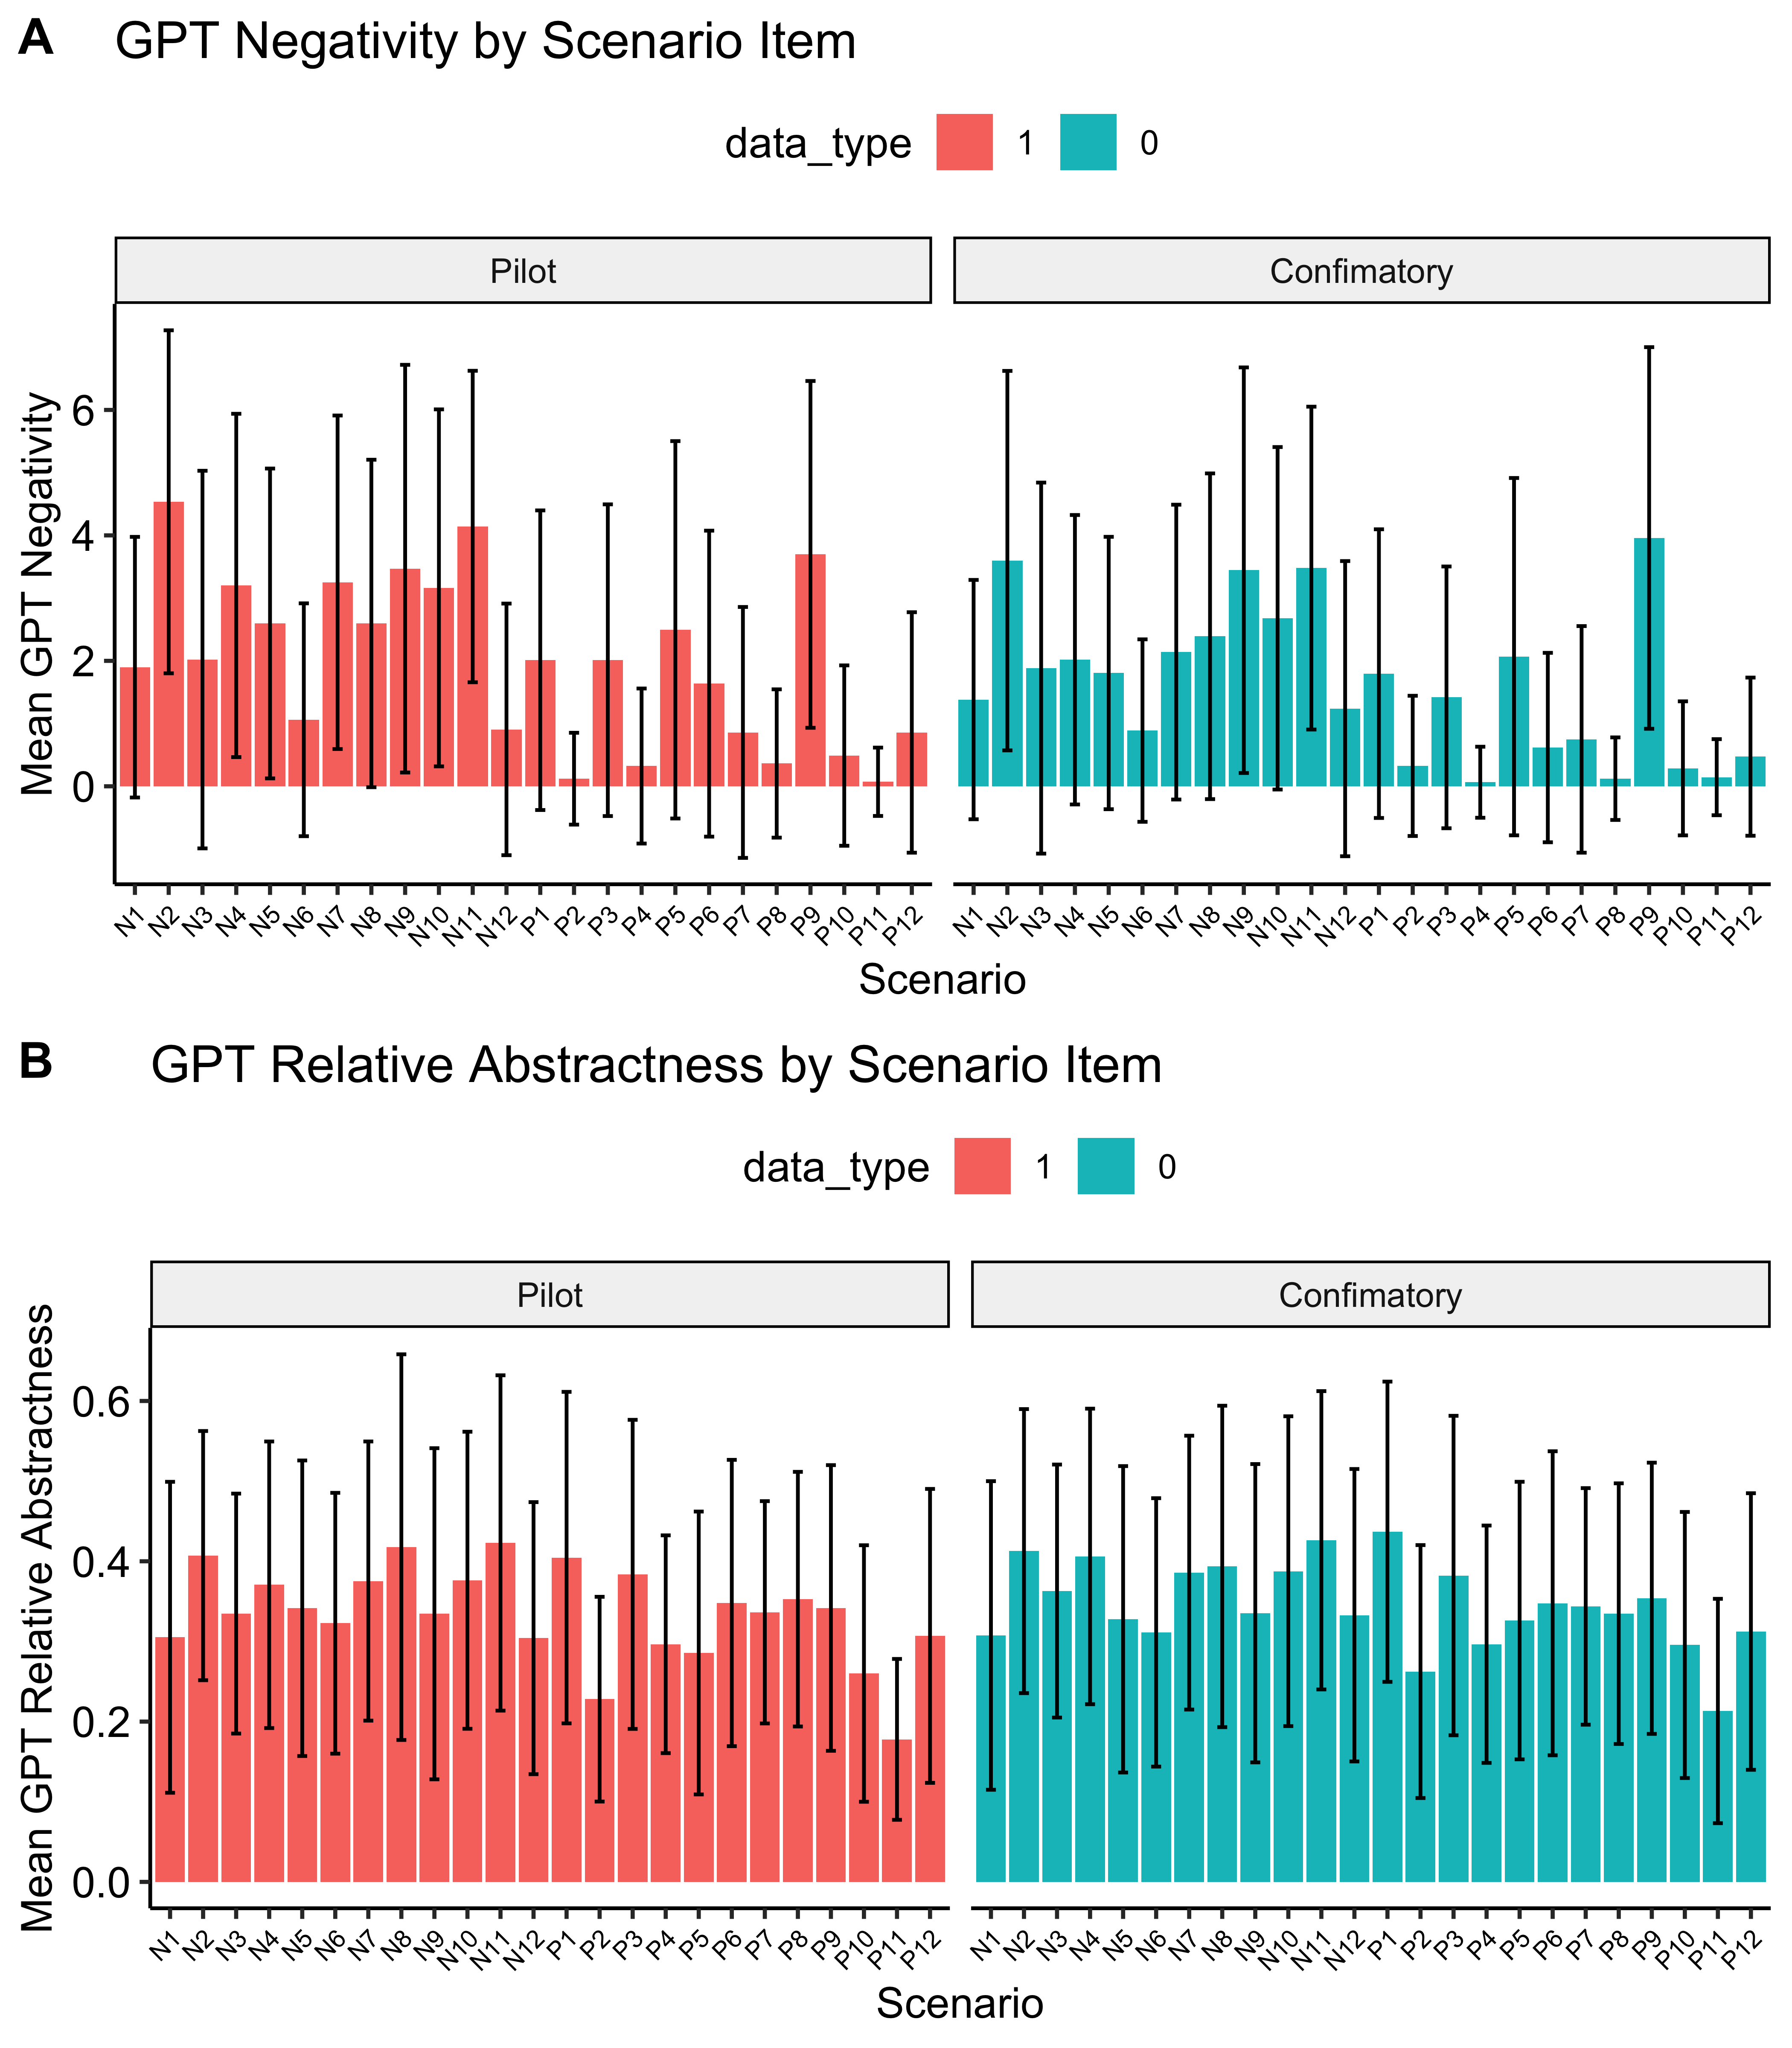 A GPT Negativity by Scenario Item
data_type 1 0
Pilot Confimatory
Mean GPT Negativity
6
4
2
0
N1 N2 N3 N4 N5 N6 N7 N8 N9 N10 N11 N12 P1 P2 P3 P4 P5 P6 P7 P8 P9 P10 P11 P12 N1 N2 N3 N4 N5 N6 N7 N8 N9 N10 N11 N12 P1 P2 P3 P4 P5 P6 P7 P8 P9 P10 P11 P12
Scenario
B GPT Relative Abstractness by Scenario Item
data_type 1 0
Pilot Confimatory
Mean GPT Relative Abstractness
0.6
0.4
0.2
0.0
N1 N2 N3 N4 N5 N6 N7 N8 N9 N10 N11 N12 P1 P2 P3 P4 P5 P6 P7 P8 P9 P10 P11 P12 N1 N2 N3 N4 N5 N6 N7 N8 N9 N10 N11 N12 P1 P2 P3 P4 P5 P6 P7 P8 P9 P10 P11 P12
Scenario